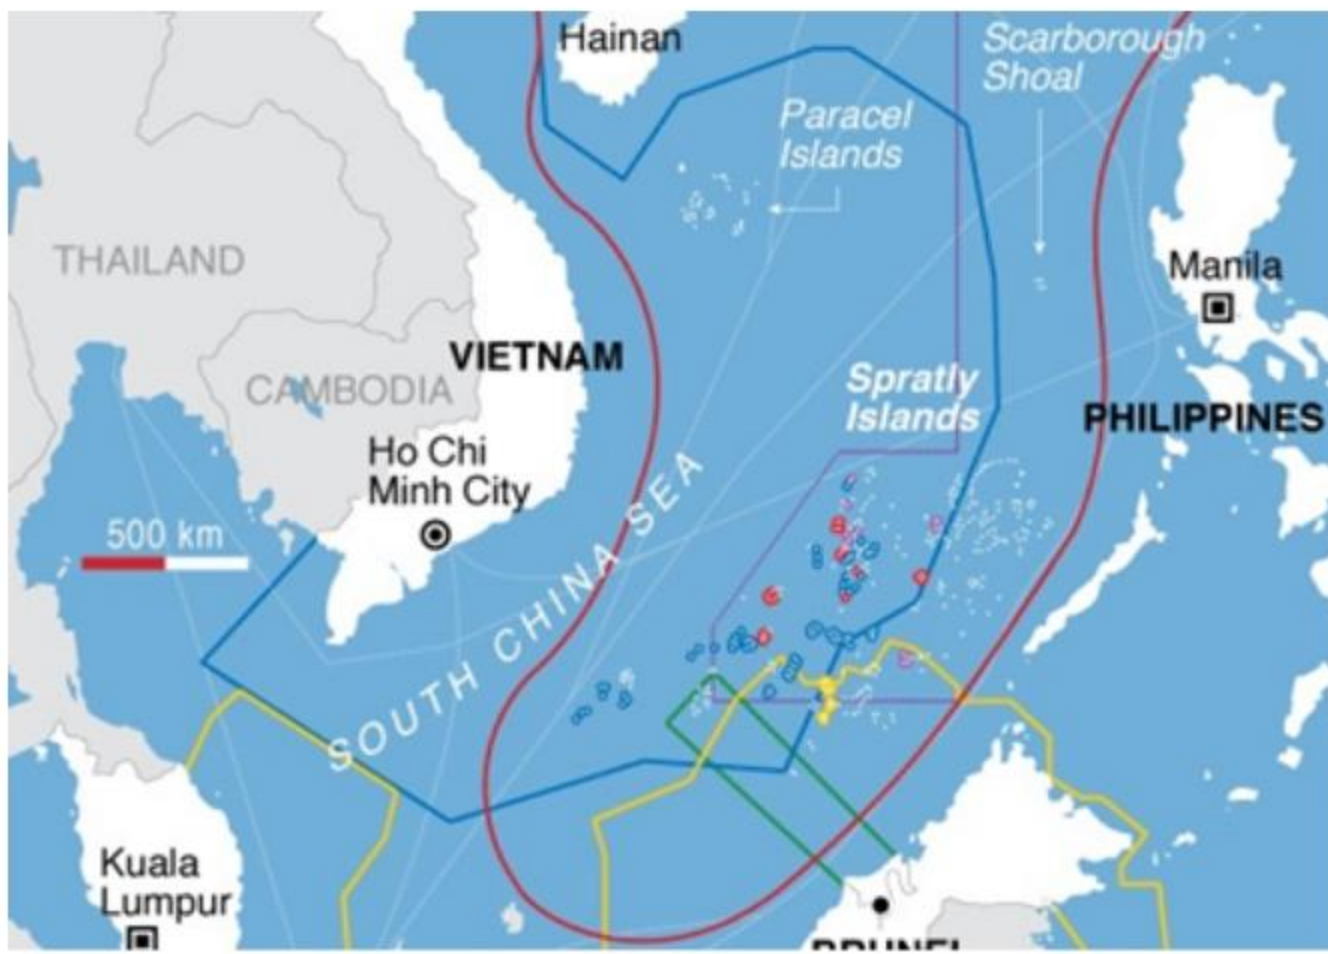 Hainan
Scarborough
Shoal
Paracel
Islands
THAILAND
Manila
VIETNAM
CAMBODIA
Spratly
Islands
PHILIPPINES
Ho Chi
Minh City
500 km
SOUTH CHINA SEA
Kuala
Lumpur
BRUNEI